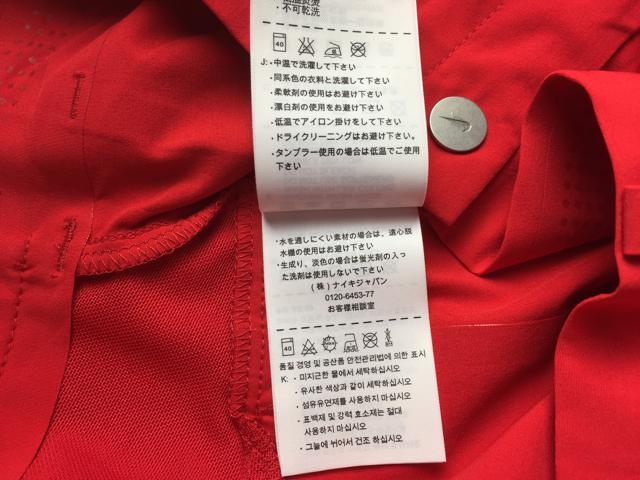 ・不可乾洗
40
J:・中温で洗濯して下さい
・同系色の衣料と洗濯して下さい
・柔軟剤の使用はお避け下さい
・漂白剤の使用をお避け下さい
・低温でアイロン掛けをして下さい
・ドライクリーニングはお避け下さい。
・タンブラー使用の場合は低温でご使用
下さい
・水を通しにくい素材の場合は、遠心脱
水機の使用はお避け下さい
・生成り、淡色の場合は蛍光剤の入っ
た洗剤は使用しないで下さい
(株)ナイキジャパン
0120-6453-77
お客様相談室
40
품질 경영 및 공산품 안전관리법에 의한 표시
K: ・미지근한 물에서 세탁하십시오
・유사한 색상과 같이 세탁하십시오
・섬유유연제를 사용하지 마십시오
・표백제 및 강력 효소제는 절대
사용하지 마십시오
・그늘에 뉘어서 건조 하십시오